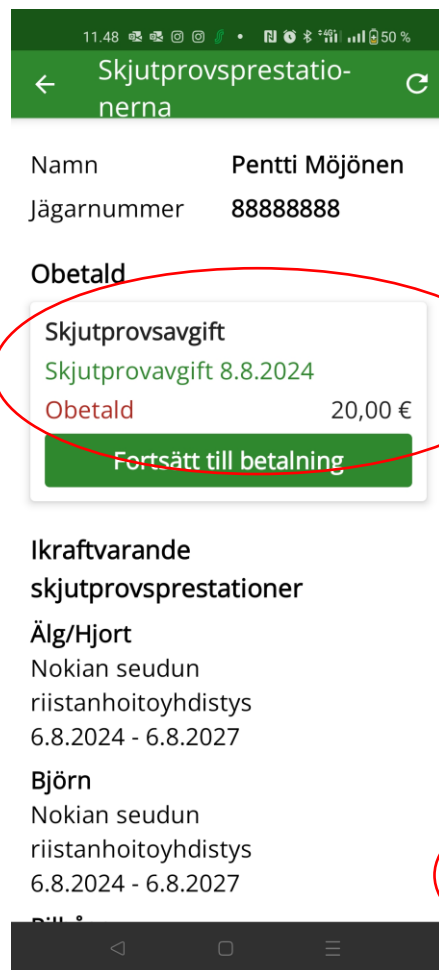 11.48 50 %
Skjutprovsprestatio-
nerna
Namn Pentti Möjönen
Jägarnummer 88888888
Obetald
Skjutprovsavgift
Skjutprovavgift 8.8.2024
Obetald 20,00 €
Fortsätt till betalning
Ikraftvarande
skjutprovsprestationer
Älg/Hjort
Nokian seudun
riistanhoitoyhdistys
6.8.2024 - 6.8.2027
Björn
Nokian seudun
riistanhoitoyhdistys
6.8.2024 - 6.8.2027